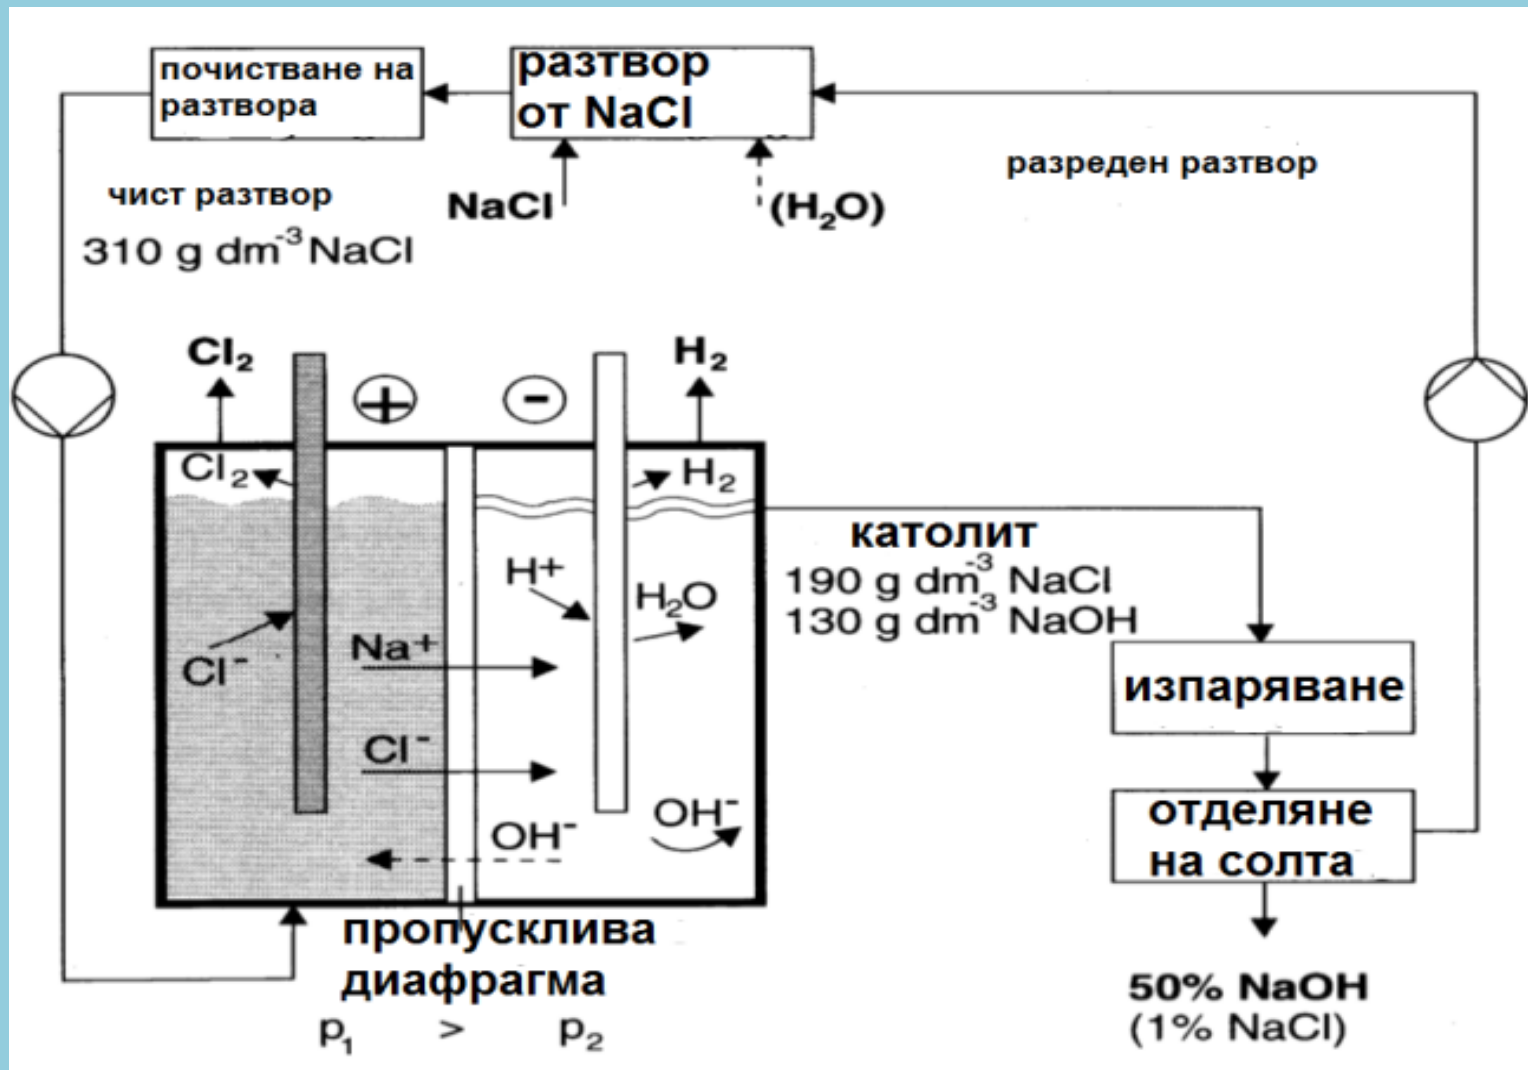 почистване на
разтвора
разтвор
от NaCl
чист разтвор
310 g dm⁻³ NaCl
NaCl
(H₂O)
разреден разтвор
Cl₂
+
-
H₂
Cl₂
H₂
H+
H₂O
Cl⁻
Na+
Cl⁻
OH⁻
OH⁻
католит
190 g dm⁻³ NaCl
130 g dm⁻³ NaOH
изпаряване
отделяне
на солта
пропусклива
диафрагма
p₁ > p₂
50% NaOH
(1% NaCl)